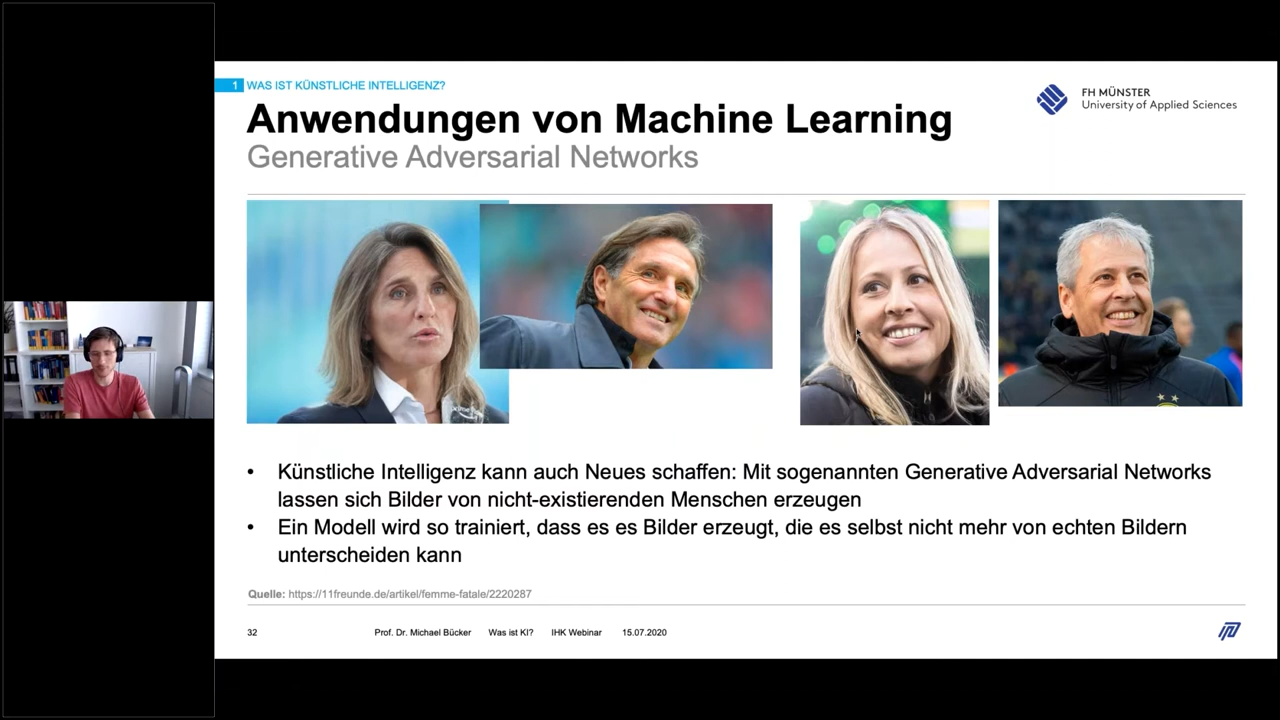 1 WAS IST KÜNSTLICHE INTELLIGENZ?
Anwendungen von Machine Learning
Generative Adversarial Networks
FH MÜNSTER
University of Applied Sciences
• Künstliche Intelligenz kann auch Neues schaffen: Mit sogenannten Generative Adversarial Networks
lassen sich Bilder von nicht-existierenden Menschen erzeugen
• Ein Modell wird so trainiert, dass es es Bilder erzeugt, die es selbst nicht mehr von echten Bildern
unterscheiden kann
Quelle: https://11freunde.de/artikel/femme-fatale/2220287
32 Prof. Dr. Michael Bücker Was ist KI? IHK Webinar 15.07.2020